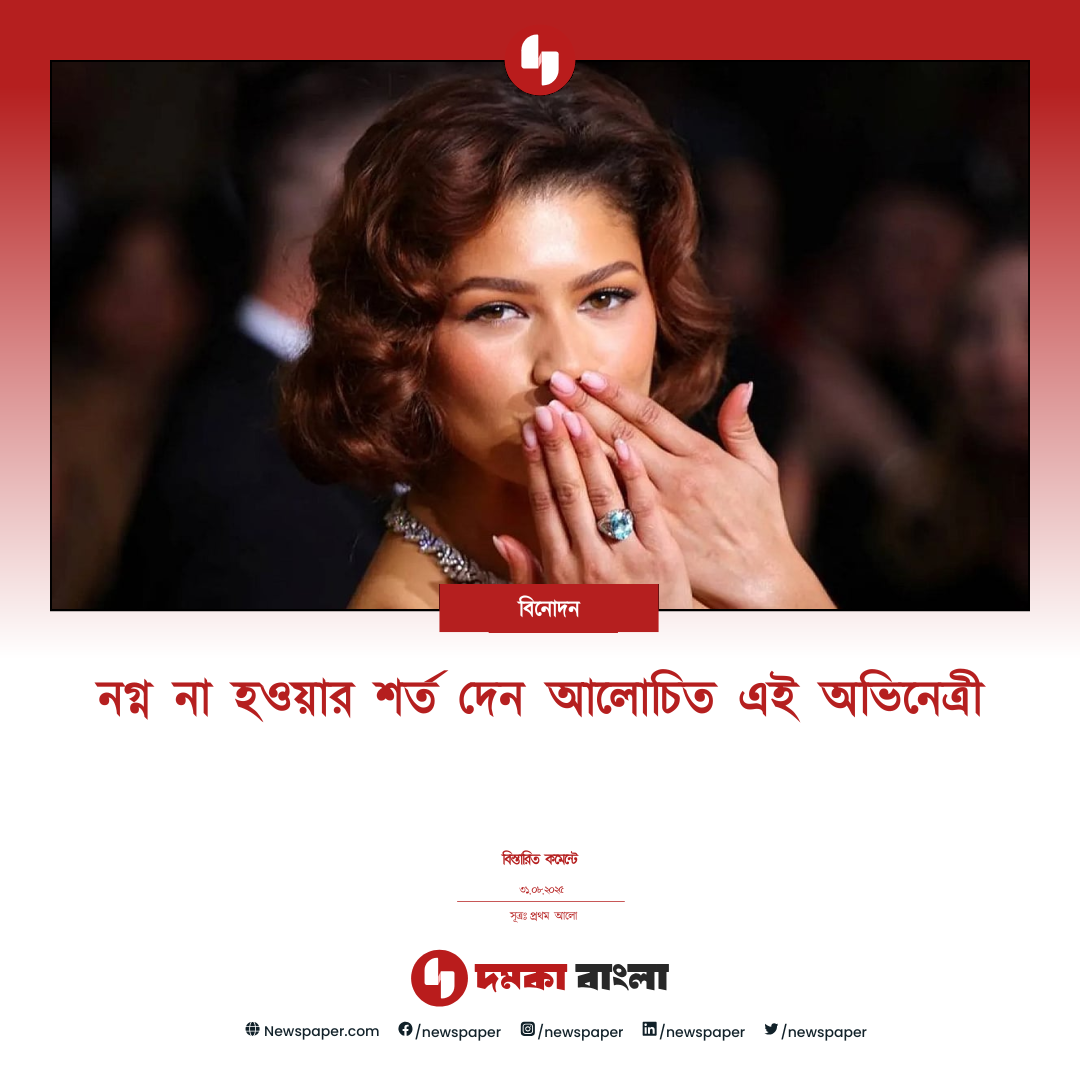 বিনোদন
নগ্ন না হওয়ার শর্ত দেন আলোচিত এই অভিনেত্রী
বিস্তারিত কমেন্টে
৩১.০৮.২০২৫
সূত্রঃ প্রথম আলো
দমকা বাংলা
Newspaper.com /newspaper /newspaper /newspaper /newspaper